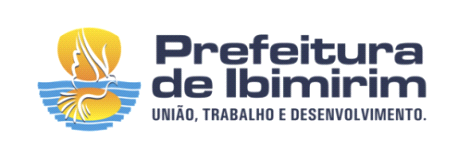 Prefeitura
de Ibimirim
UNIÃO, TRABALHO E DESENVOLVIMENTO.